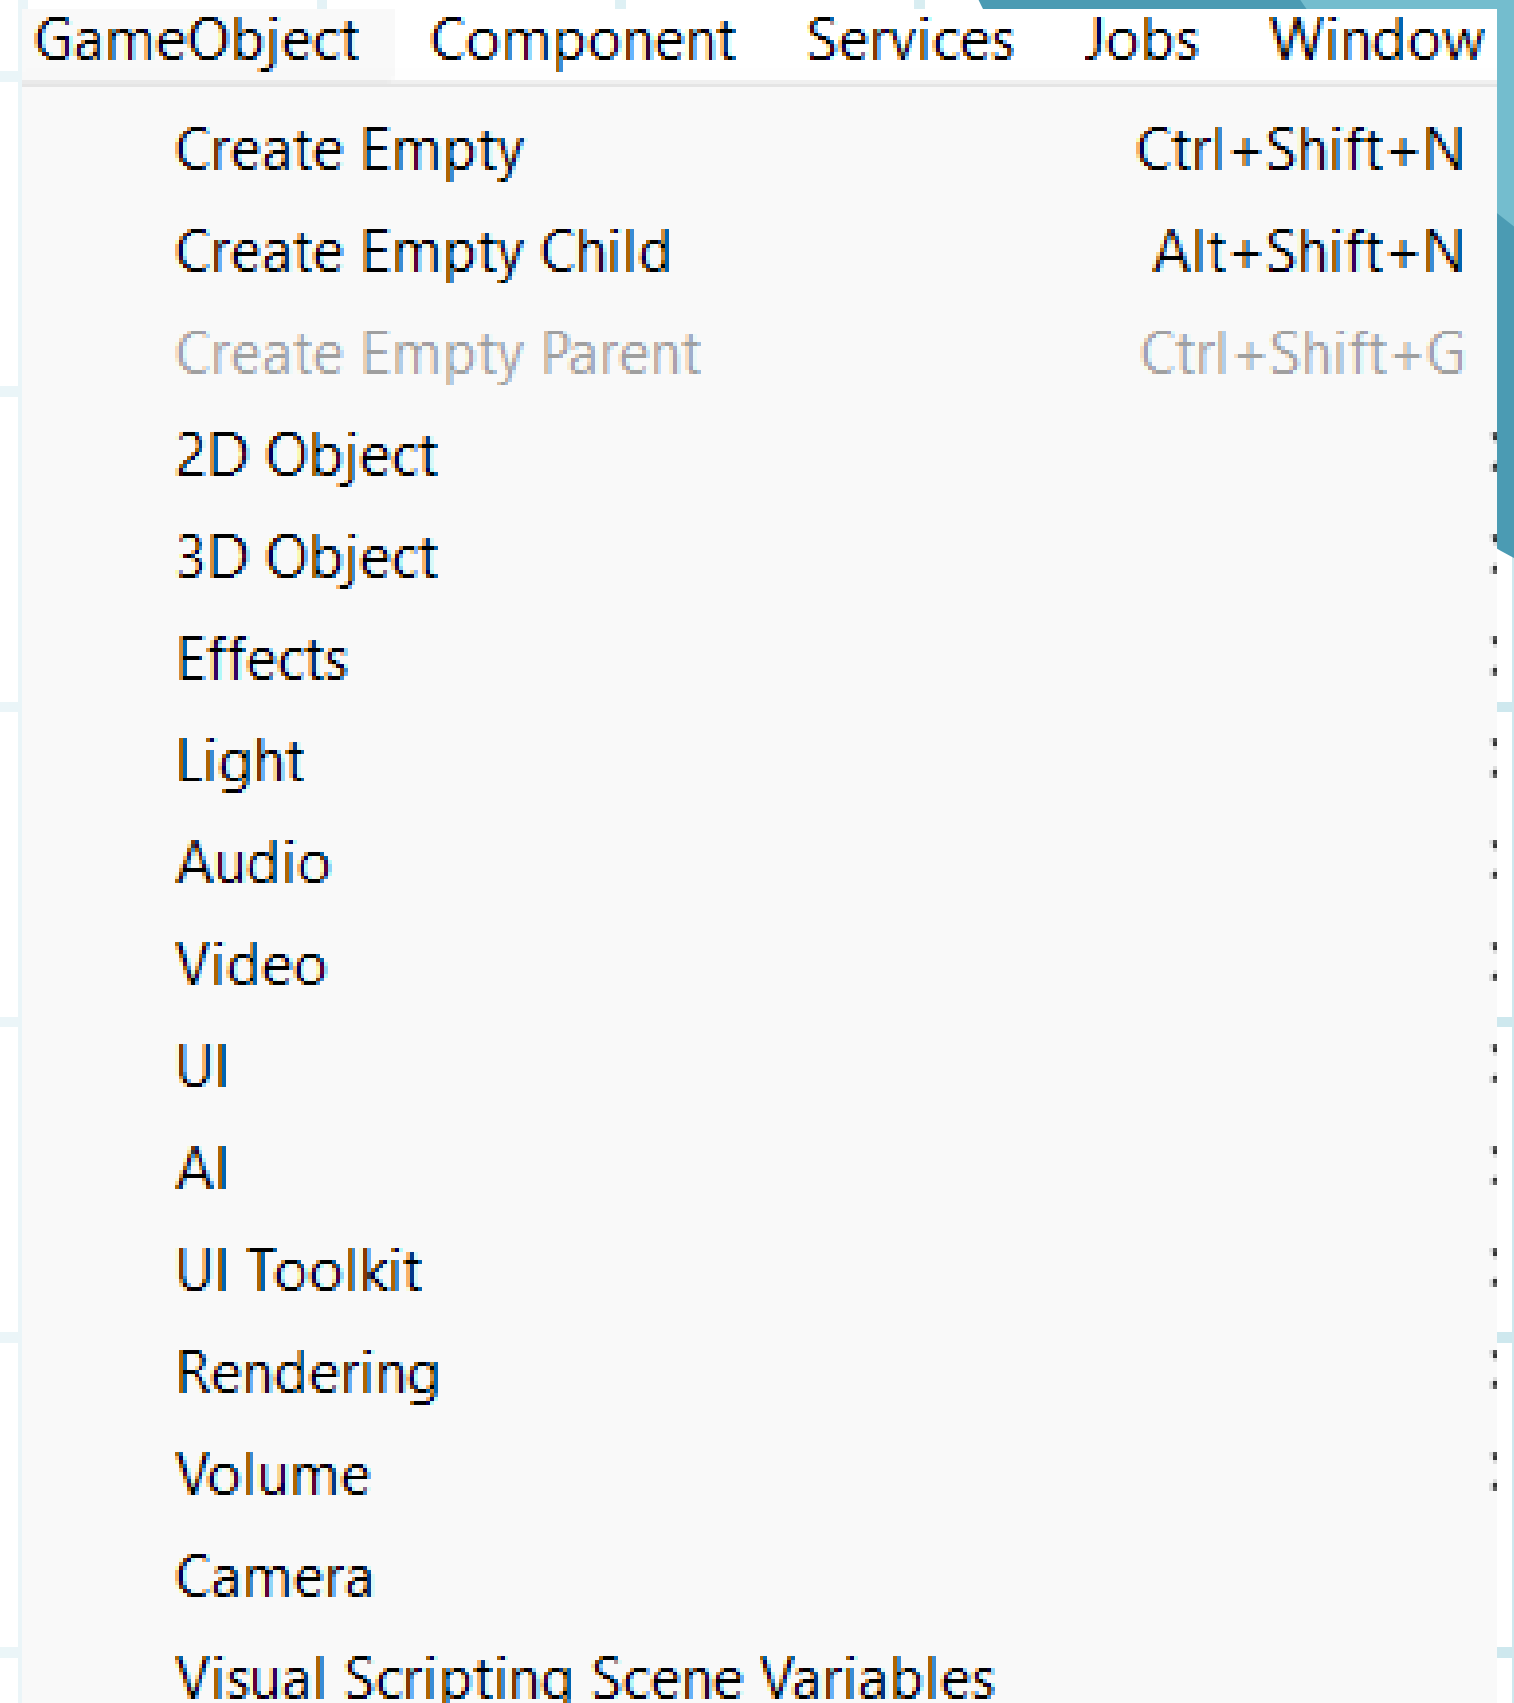 GameObject Component Services Jobs Window
Create Empty Ctrl+Shift+N
Create Empty Child Alt+Shift+N
Create Empty Parent Ctrl+Shift+G
2D Object
3D Object
Effects
Light
Audio
Video
UI
AI
UI Toolkit
Rendering
Volume
Camera
Visual Scripting Scene Variables